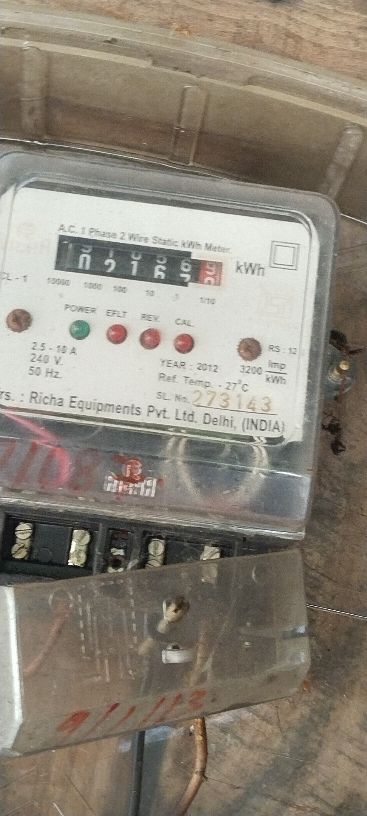 A.C. 1 Phase 2 Wire Static kWh Meter
kWh
CL - 1
10000 1000 100 10 1/10
POWER EFLT REV. CAL.
RS : 12
2.5 - 10 A
240 V.
50 Hz.
YEAR : 2012
3200 imp
kWh
Ref. Temp. - 27°C
SL. No. 273143
rs. : Richa Equipments Pvt. Ltd. Delhi, (INDIA)